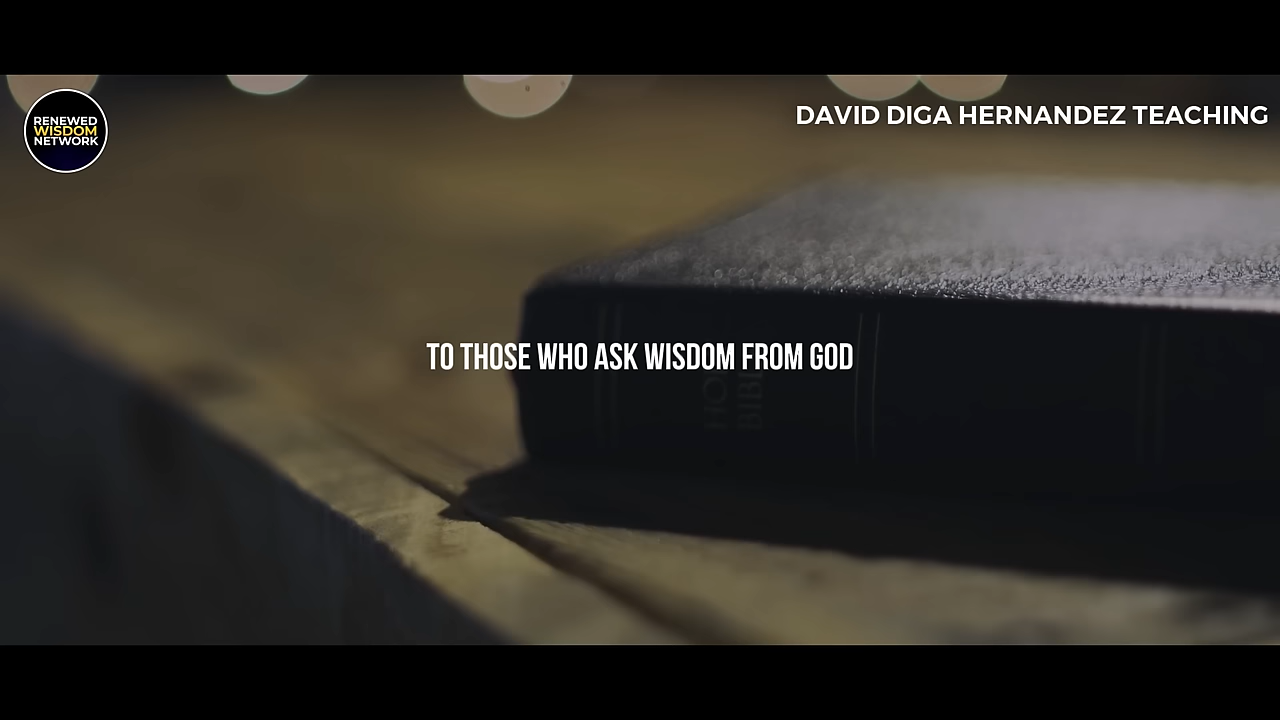 RENEWED
WISDOM
NETWORK
DAVID DIGA HERNANDEZ TEACHING
TO THOSE WHO ASK WISDOM FROM GOD